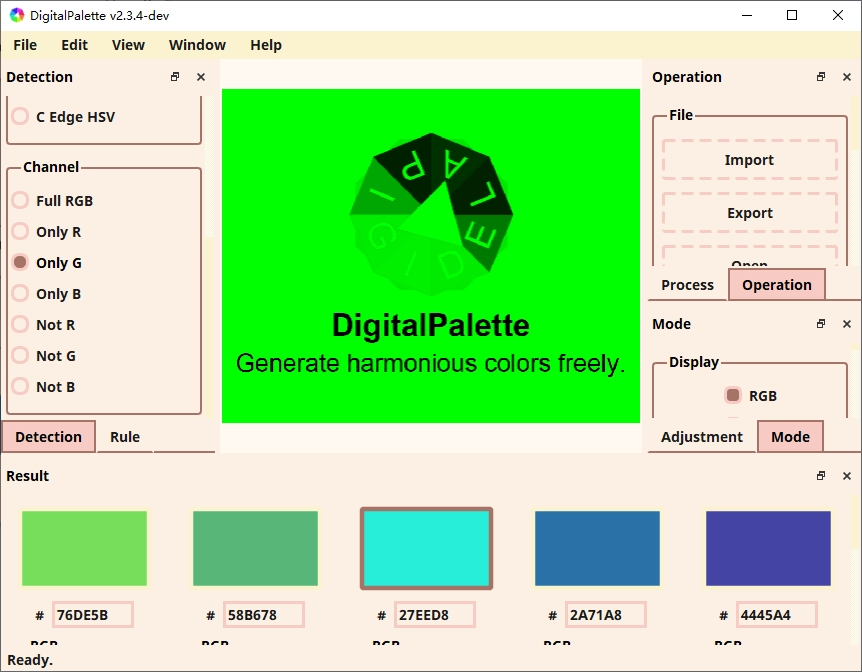 DigitalPalette v2.3.4-dev
File Edit View Window Help
Detection
C Edge HSV
Channel
Full RGB
Only R
Only G
Only B
Not R
Not G
Not B
Detection Rule
DIGITAL PALE
DigitalPalette
Generate harmonious colors freely.
Operation
File
Import
Export
Open
Process Operation
Mode
Display
RGB
Adjustment Mode
Result
# 76DE5B # 58B678 # 27EED8 # 2A71A8 # 4445A4
RGB RGB RGB RGB RGB
Ready.